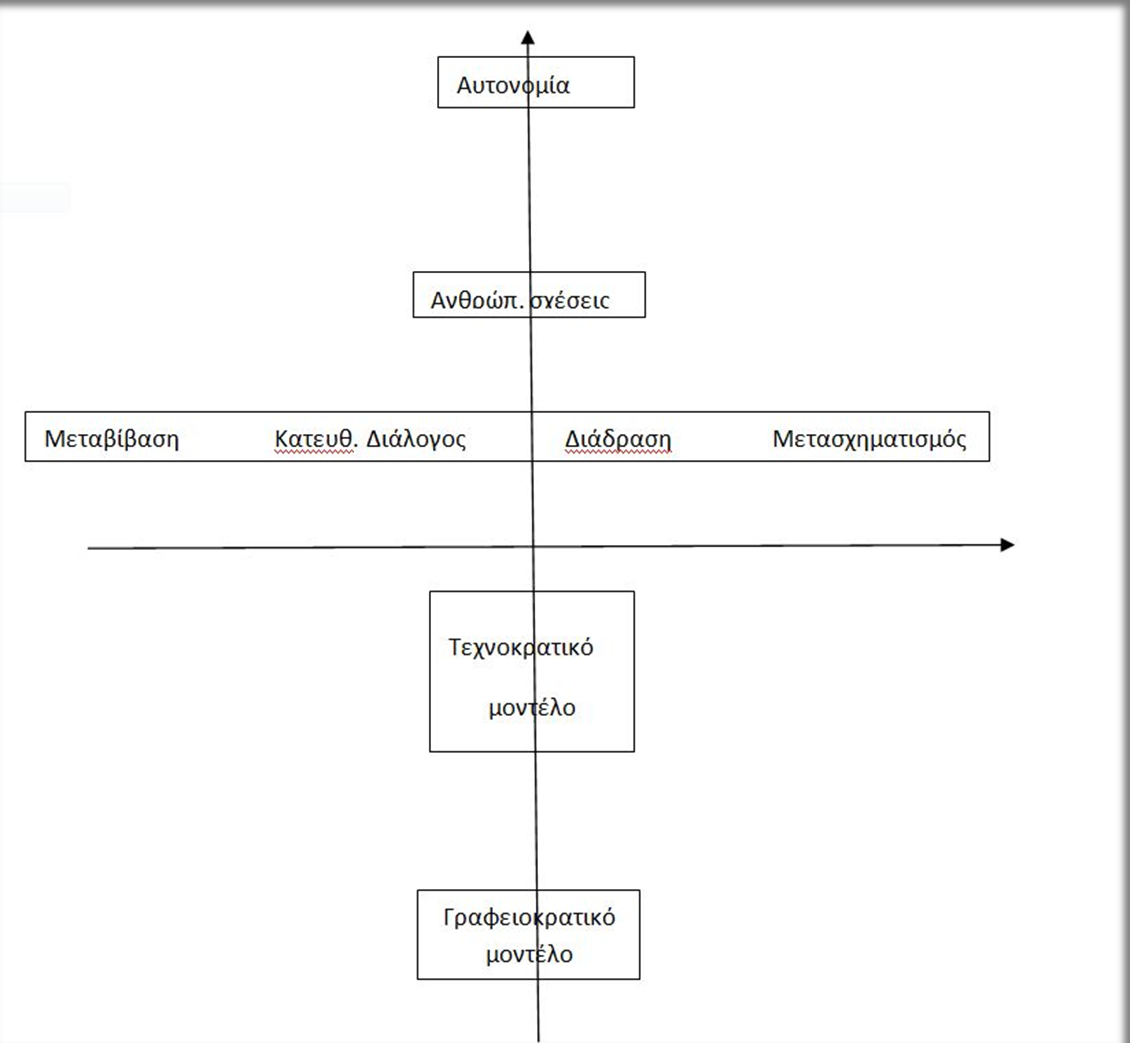 Αυτονομία
Ανθρώπ. σχέσεις
Μεταβίβαση Κατευθ. Διάλογος Διάδραση Μετασχηματισμός
Τεχνοκρατικό
μοντέλο
Γραφειοκρατικό
μοντέλο